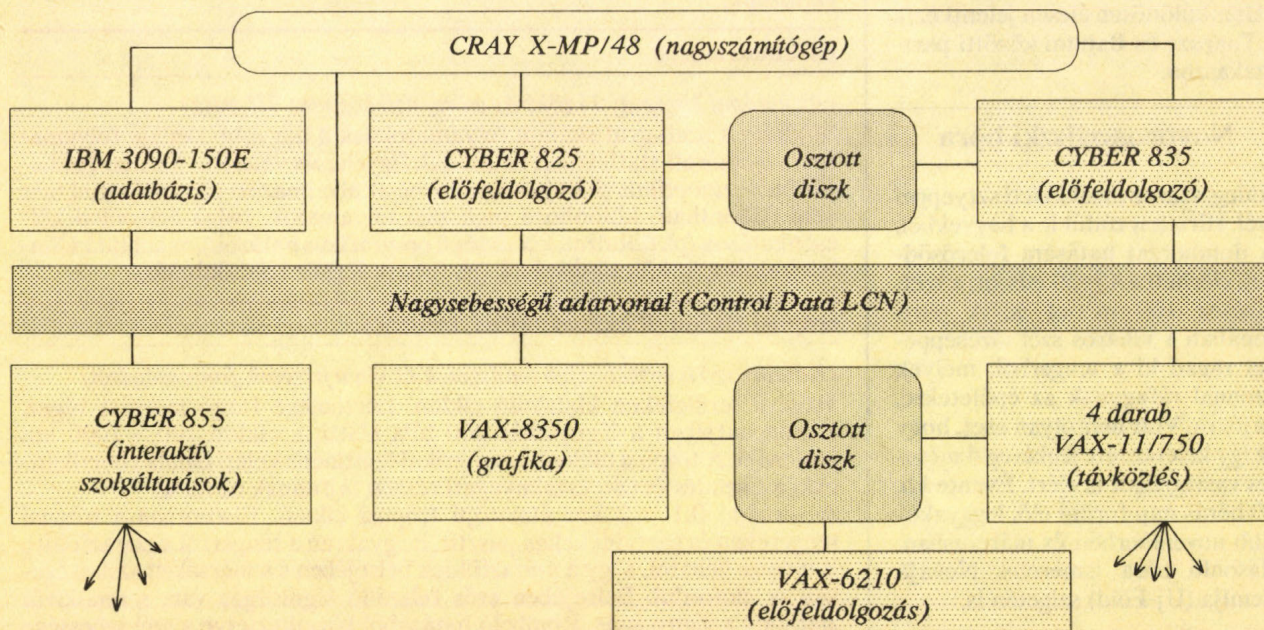 CRAY X-MP/48 (nagyszámítógép)
IBM 3090-150E
(adatbázis)
CYBER 825
(előfeldolgozó)
Osztott
diszk
CYBER 835
(előfeldolgozó)
Nagysebességű adatvonal (Control Data LCN)
CYBER 855
(interaktív
szolgáltatások)
VAX-8350
(grafika)
Osztott
diszk
4 darab
VAX-11/750
(távközlés)
VAX-6210
(előfeldolgozás)